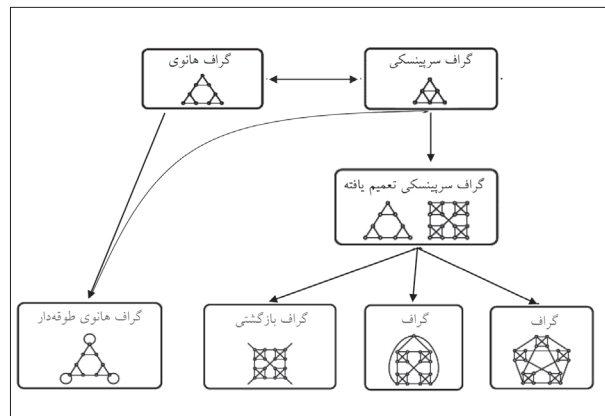 گراف سرپینسکی
گراف هانوی
گراف سرپینسکی تعمیم یافته
گراف
گراف
گراف بازگشتی
گراف هانوی طوقه‌دار